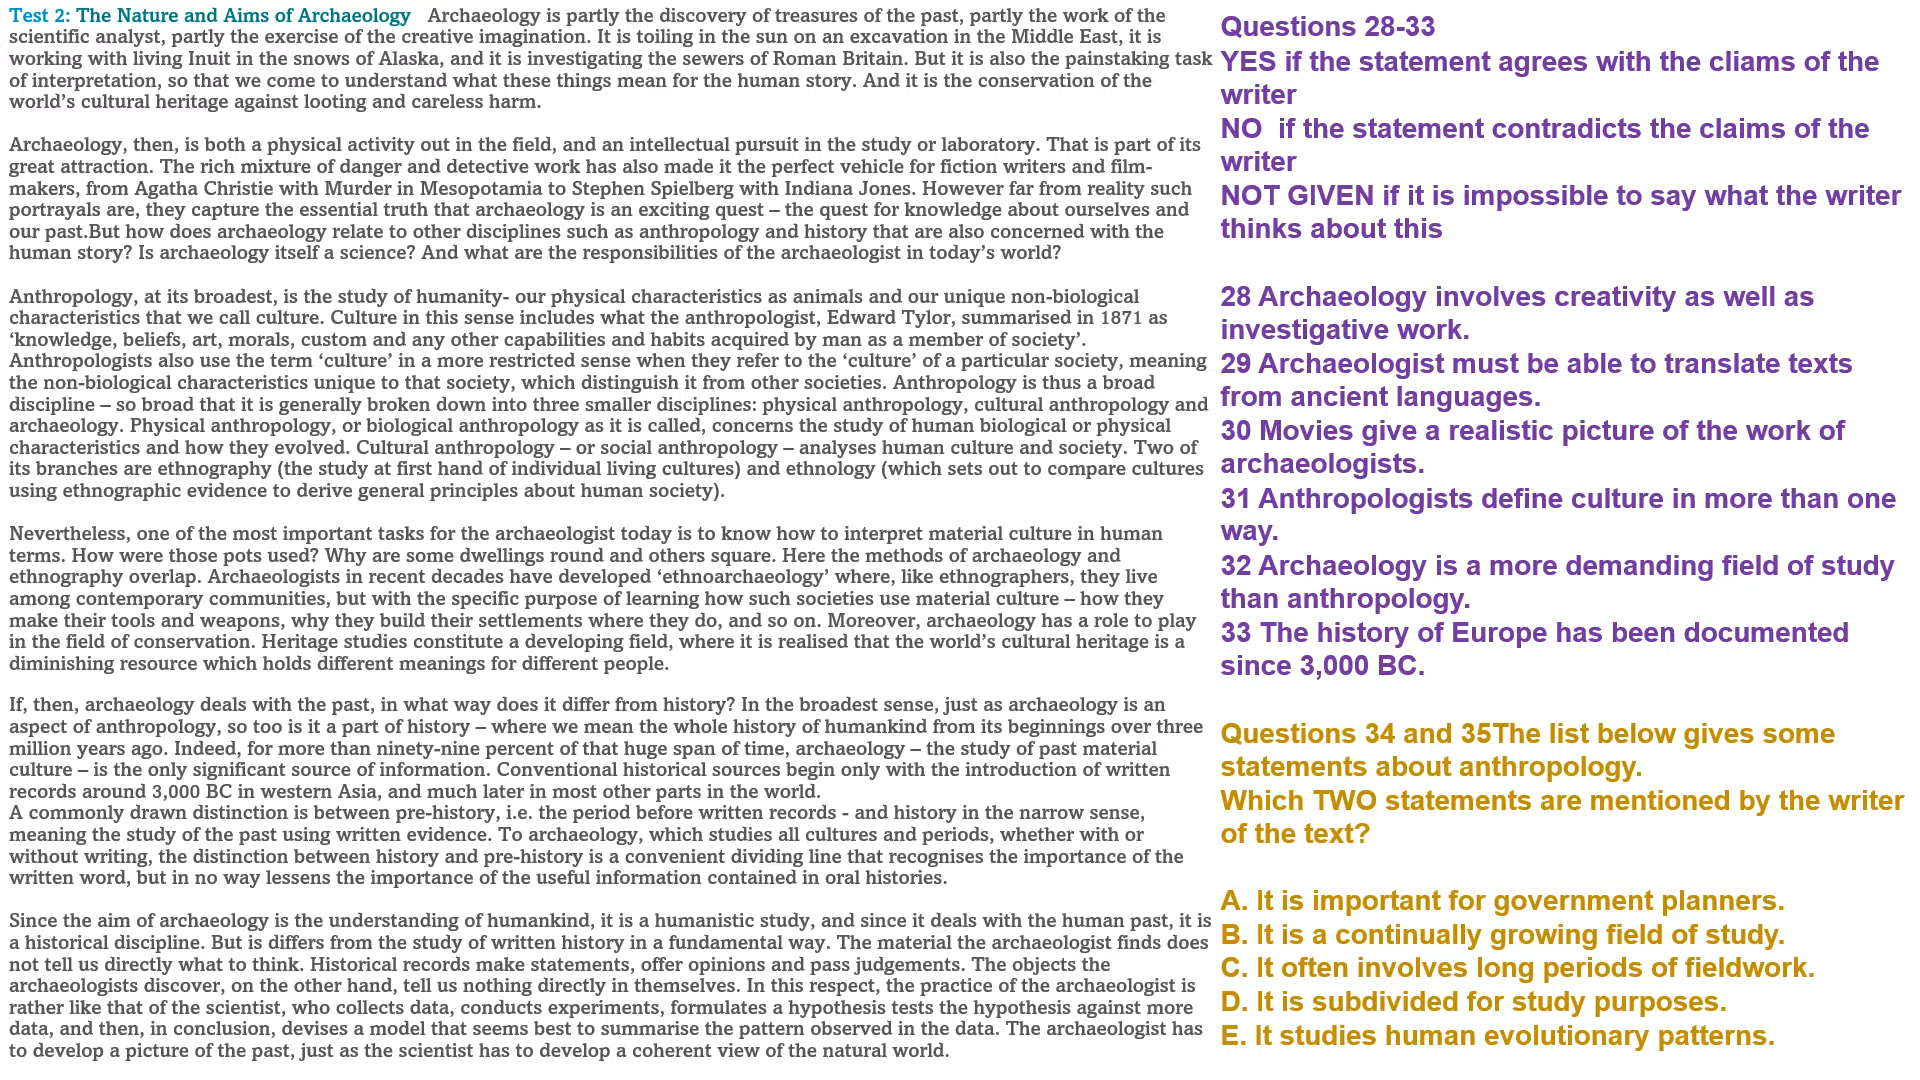 Test 2: The Nature and Aims of Archaeology   Archaeology is partly the discovery of treasures of the past, partly the work of the
scientific analyst, partly the exercise of the creative imagination. It is toiling in the sun on an excavation in the Middle East, it is
working with living Inuit in the snows of Alaska, and it is investigating the sewers of Roman Britain. But it is also the painstaking task
of interpretation, so that we come to understand what these things mean for the human story. And it is the conservation of the
world’s cultural heritage against looting and careless harm.

Archaeology, then, is both a physical activity out in the field, and an intellectual pursuit in the study or laboratory. That is part of its
great attraction. The rich mixture of danger and detective work has also made it the perfect vehicle for fiction writers and film-
makers, from Agatha Christie with Murder in Mesopotamia to Stephen Spielberg with Indiana Jones. However far from reality such
portrayals are, they capture the essential truth that archaeology is an exciting quest – the quest for knowledge about ourselves and
our past.But how does archaeology relate to other disciplines such as anthropology and history that are also concerned with the
human story? Is archaeology itself a science? And what are the responsibilities of the archaeologist in today’s world?

Anthropology, at its broadest, is the study of humanity- our physical characteristics as animals and our unique non-biological
characteristics that we call culture. Culture in this sense includes what the anthropologist, Edward Tylor, summarised in 1871 as
‘knowledge, beliefs, art, morals, custom and any other capabilities and habits acquired by man as a member of society’.
Anthropologists also use the term ‘culture’ in a more restricted sense when they refer to the ‘culture’ of a particular society, meaning
the non-biological characteristics unique to that society, which distinguish it from other societies. Anthropology is thus a broad
discipline – so broad that it is generally broken down into three smaller disciplines: physical anthropology, cultural anthropology and
archaeology. Physical anthropology, or biological anthropology as it is called, concerns the study of human biological or physical
characteristics and how they evolved. Cultural anthropology – or social anthropology – analyses human culture and society. Two of
its branches are ethnography (the study at first hand of individual living cultures) and ethnology (which sets out to compare cultures
using ethnographic evidence to derive general principles about human society).

Nevertheless, one of the most important tasks for the archaeologist today is to know how to interpret material culture in human
terms. How were those pots used? Why are some dwellings round and others square. Here the methods of archaeology and
ethnography overlap. Archaeologists in recent decades have developed ‘ethnoarchaeology’ where, like ethnographers, they live
among contemporary communities, but with the specific purpose of learning how such societies use material culture – how they
make their tools and weapons, why they build their settlements where they do, and so on. Moreover, archaeology has a role to play
in the field of conservation. Heritage studies constitute a developing field, where it is realised that the world’s cultural heritage is a
diminishing resource which holds different meanings for different people.

If, then, archaeology deals with the past, in what way does it differ from history? In the broadest sense, just as archaeology is an
aspect of anthropology, so too is it a part of history – where we mean the whole history of humankind from its beginnings over three
million years ago. Indeed, for more than ninety-nine percent of that huge span of time, archaeology – the study of past material
culture – is the only significant source of information. Conventional historical sources begin only with the introduction of written
records around 3,000 BC in western Asia, and much later in most other parts in the world.
A commonly drawn distinction is between pre-history, i.e. the period before written records - and history in the narrow sense,
meaning the study of the past using written evidence. To archaeology, which studies all cultures and periods, whether with or
without writing, the distinction between history and pre-history is a convenient dividing line that recognises the importance of the
written word, but in no way lessens the importance of the useful information contained in oral histories.

Since the aim of archaeology is the understanding of humankind, it is a humanistic study, and since it deals with the human past, it is
a historical discipline. But is differs from the study of written history in a fundamental way. The material the archaeologist finds does
not tell us directly what to think. Historical records make statements, offer opinions and pass judgements. The objects the
archaeologists discover, on the other hand, tell us nothing directly in themselves. In this respect, the practice of the archaeologist is
rather like that of the scientist, who collects data, conducts experiments, formulates a hypothesis tests the hypothesis against more
data, and then, in conclusion, devises a model that seems best to summarise the pattern observed in the data. The archaeologist has
to develop a picture of the past, just as the scientist has to develop a coherent view of the natural world.

Questions 28-33
YES if the statement agrees with the cliams of the
writer
NO  if the statement contradicts the claims of the
writer
NOT GIVEN if it is impossible to say what the writer
thinks about this

28 Archaeology involves creativity as well as
investigative work.
29 Archaeologist must be able to translate texts
from ancient languages.
30 Movies give a realistic picture of the work of
archaeologists.
31 Anthropologists define culture in more than one
way.
32 Archaeology is a more demanding field of study
than anthropology.
33 The history of Europe has been documented
since 3,000 BC.

Questions 34 and 35The list below gives some
statements about anthropology.
Which TWO statements are mentioned by the writer
of the text?

A. It is important for government planners.
B. It is a continually growing field of study.
C. It often involves long periods of fieldwork.
D. It is subdivided for study purposes.
E. It studies human evolutionary patterns.